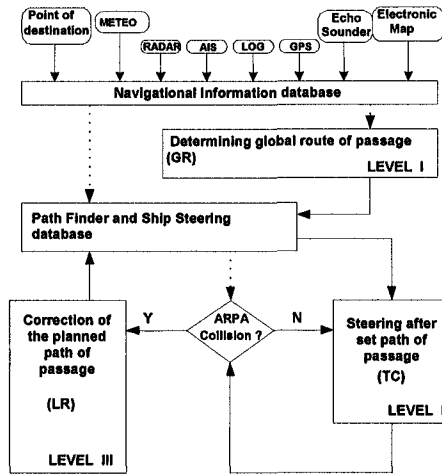 Point of
destination
METEO
RADAR
AIS
LOG
GPS
Echo
Sounder
Electronic
Map
Navigational Information database
Determining global route of passage
(GR)
LEVEL I
Path Finder and Ship Steering
database
Correction of
the planned
path of
passage
(LR)
LEVEL III
Y
ARPA
Collision ?
N
Steering after
set path of
passage
(TC)
LEVEL